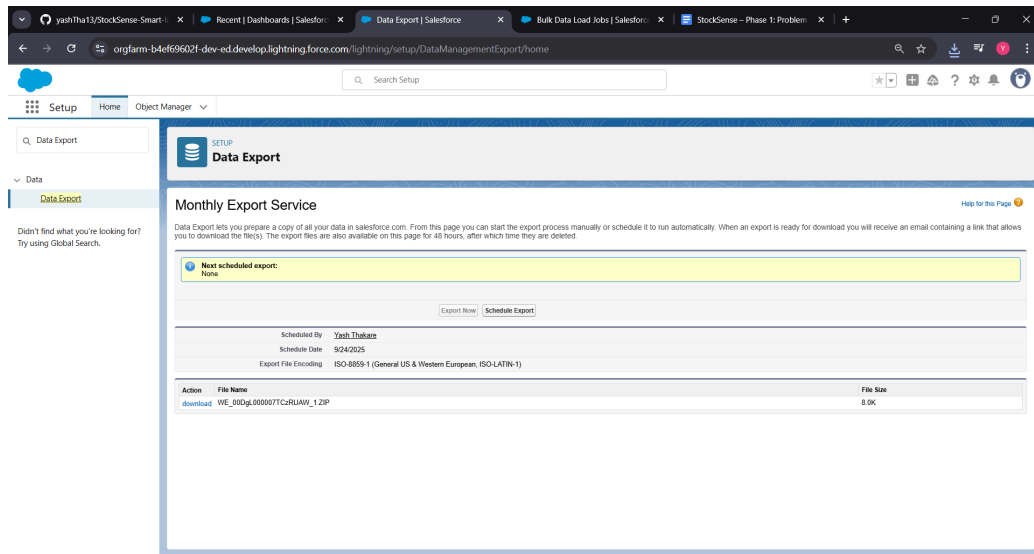 yashTha13/StockSense-Smart-I
Recent | Dashboards | Salesforc
Data Export | Salesforce
Bulk Data Load Jobs | Salesforc
StockSense – Phase 1: Problem
orgfarm-b4ef69602f-dev-ed.develop.lightning.force.com/lightning/setup/DataManagementExport/home
Y
Search Setup
Setup
Home
Object Manager
Data Export
Data
Data Export
Didn't find what you're looking for?
Try using Global Search.
SETUP
Data Export
Monthly Export Service
Help for this Page
Data Export lets you prepare a copy of all your data in salesforce.com. From this page you can start the export process manually or schedule it to run automatically. When an export is ready for download you will receive an email containing a link that allows
you to download the file(s). The export files are also available on this page for 48 hours, after which time they are deleted.
Next scheduled export:
None
Export Now
Schedule Export
Scheduled By Yash Thakare
Schedule Date 9/24/2025
Export File Encoding ISO-8859-1 (General US & Western European, ISO-LATIN-1)
Action File Name File Size
download WE_00DgL000007TCzRUAW_1.ZIP 8.0K